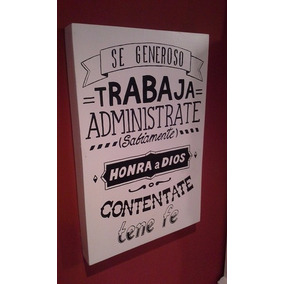 SE GENEROSO
TRABAJA
ADMINISTRATE
(Sabiamente)
HONRA a DIOS
CONTENTATE
tene fe